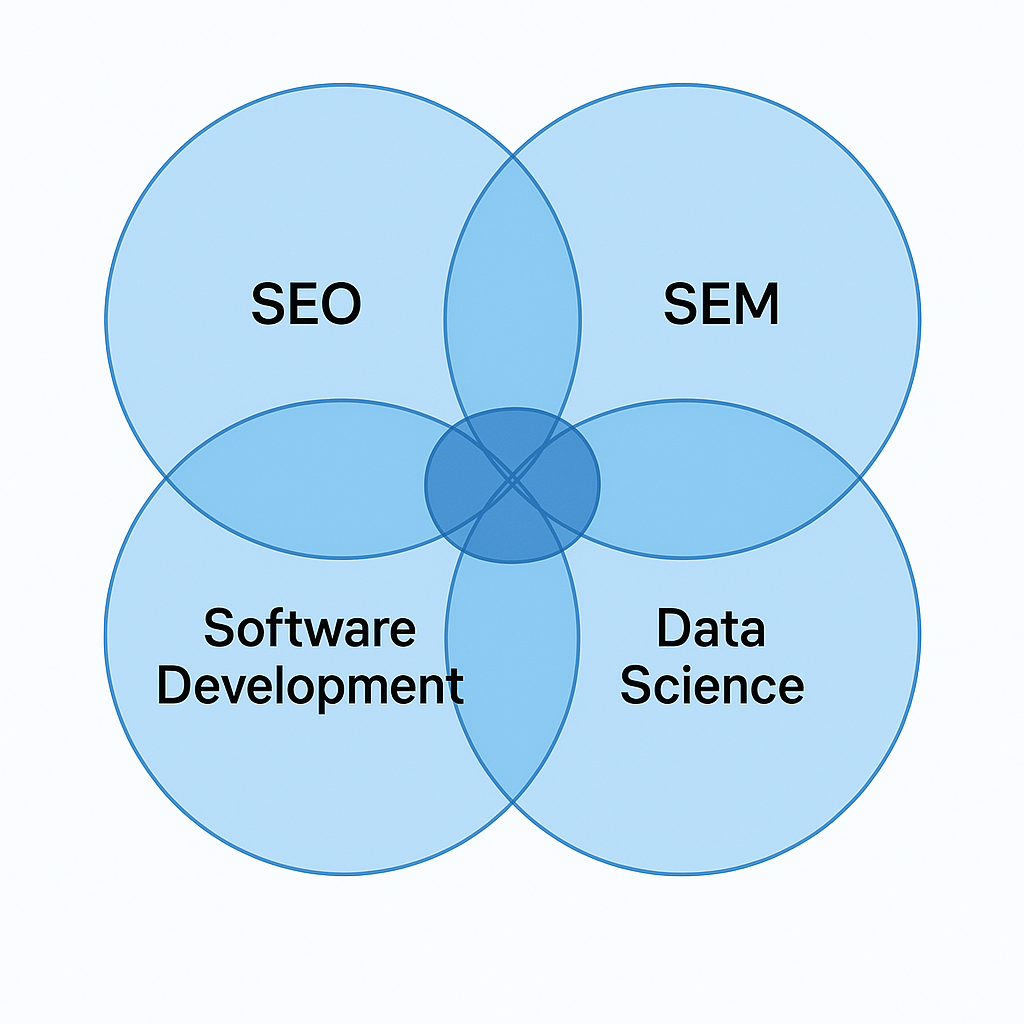 SEO
SEM
Software
Development
Data
Science